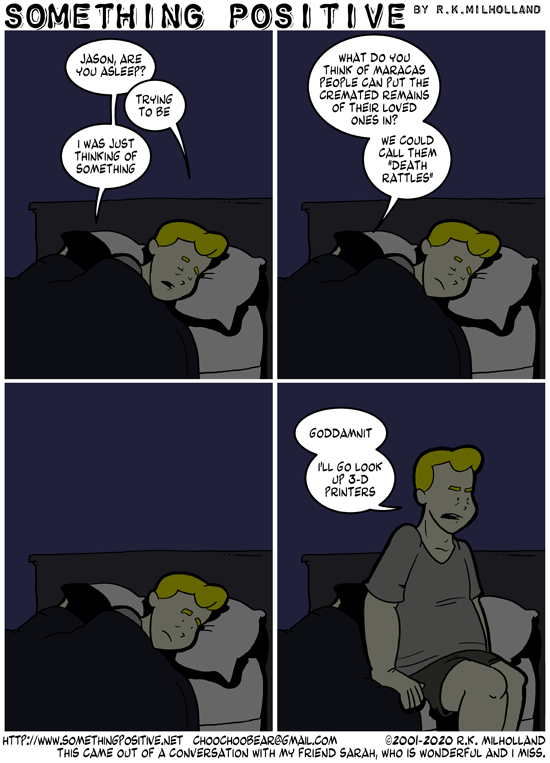 SOMETHING POSITIVE BY R.K.MILHOLLAND
JASON, ARE
YOU ASLEEP?
TRYING
TO BE
I WAS JUST
THINKING OF
SOMETHING
WHAT DO YOU
THINK OF MARACAS
PEOPLE CAN PUT THE
CREMATED REMAINS
OF THEIR LOVED
ONES IN?
WE COULD
CALL THEM
"DEATH
RATTLES"
GODDAMNIT
I'LL GO LOOK
UP 3-D
PRINTERS
HTTP://WWW.SOMETHINGPOSITIVE.NET CHOOCHOOBEAR@GMAIL.COM ©2001-2020 R.K. MILHOLLAND
THIS CAME OUT OF A CONVERSATION WITH MY FRIEND SARAH, WHO IS WONDERFUL AND I MISS.